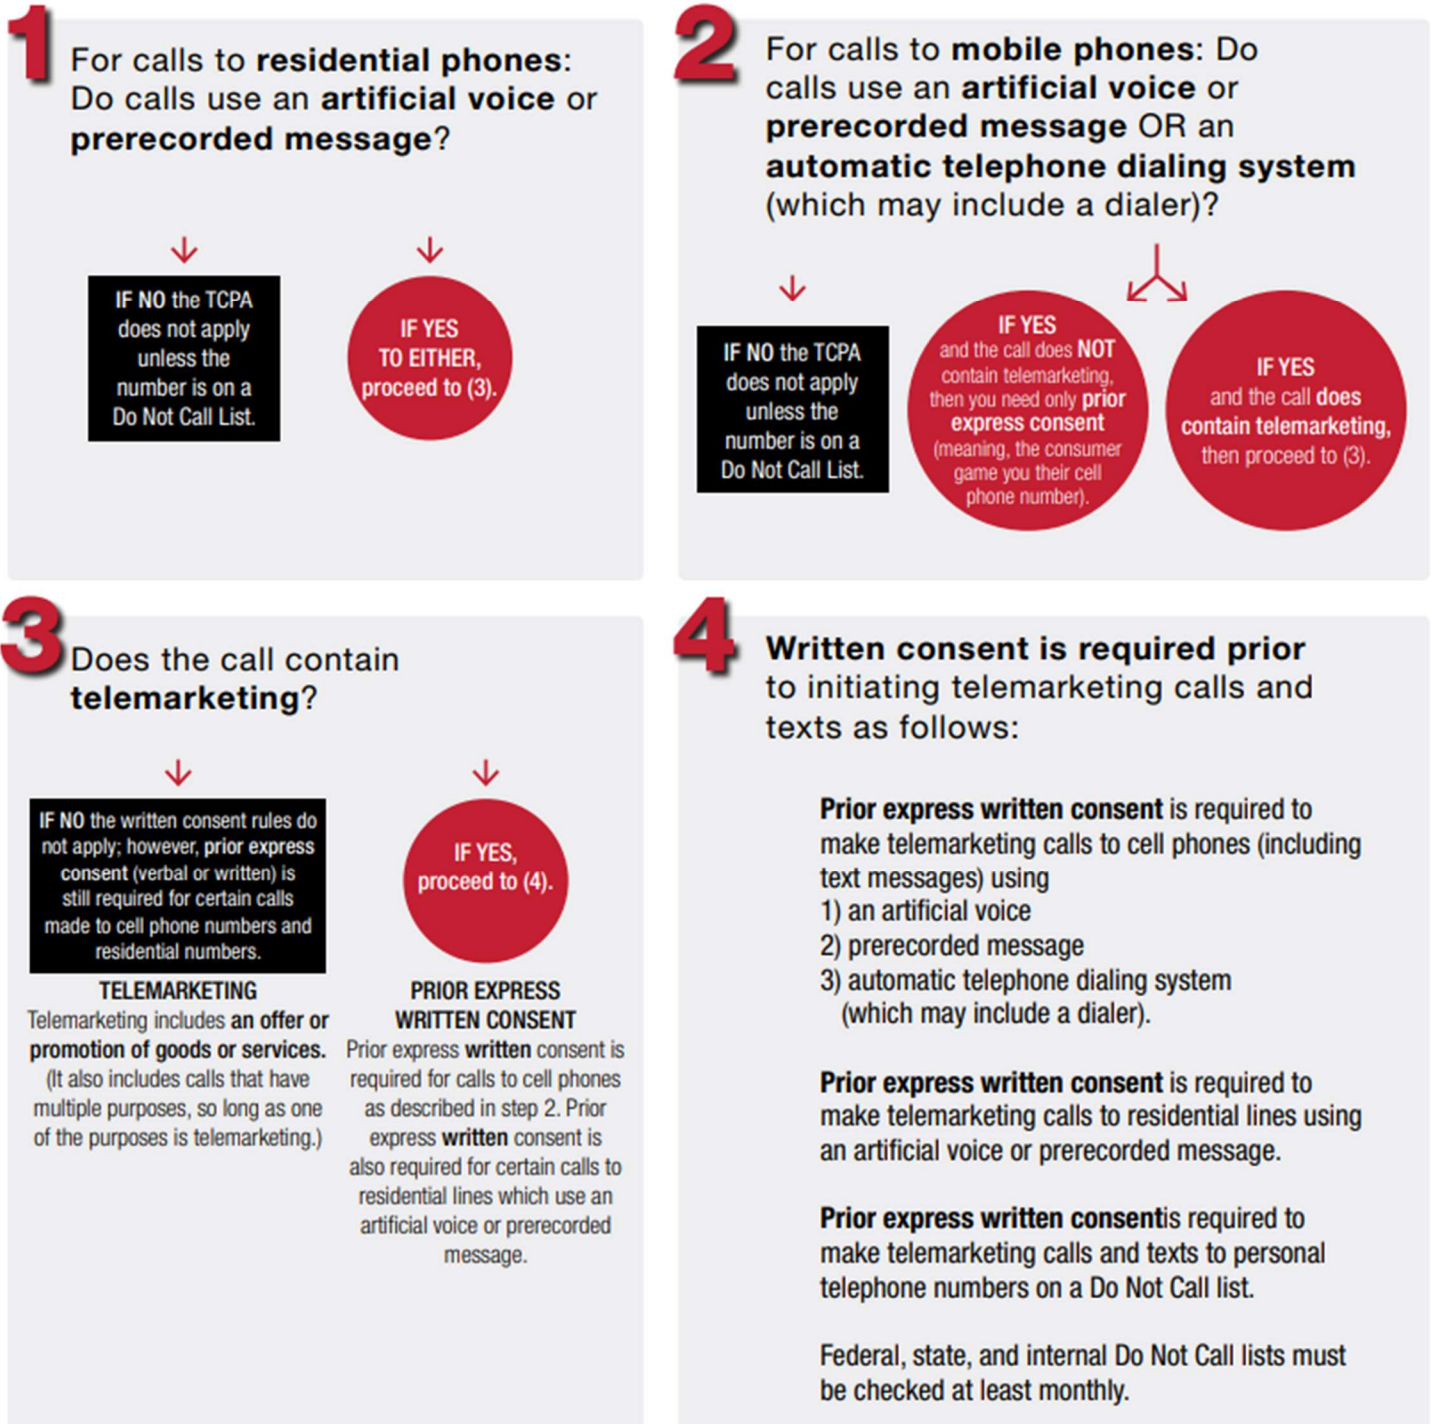 1
For calls to residential phones:
Do calls use an artificial voice or
prerecorded message?
IF NO the TCPA
does not apply
unless the
number is on a
Do Not Call List.
IF YES
TO EITHER,
proceed to (3).
2
For calls to mobile phones: Do
calls use an artificial voice or
prerecorded message OR an
automatic telephone dialing system
(which may include a dialer)?
IF NO the TCPA
does not apply
unless the
number is on a
Do Not Call List.
IF YES
and the call does NOT
contain telemarketing,
then you need only prior
express consent
(meaning, the consumer
game you their cell
phone number).
IF YES
and the call does
contain telemarketing,
then proceed to (3).
3
Does the call contain
telemarketing?
IF NO the written consent rules do
not apply; however, prior express
consent (verbal or written) is
still required for certain calls
made to cell phone numbers and
residential numbers.
TELEMARKETING
Telemarketing includes an offer or
promotion of goods or services.
(It also includes calls that have
multiple purposes, so long as one
of the purposes is telemarketing.)
IF YES,
proceed to (4).
PRIOR EXPRESS
WRITTEN CONSENT
Prior express written consent is
required for calls to cell phones
as described in step 2. Prior
express written consent is
also required for certain calls to
residential lines which use an
artificial voice or prerecorded
message.
4
Written consent is required prior
to initiating telemarketing calls and
texts as follows:
Prior express written consent is required to
make telemarketing calls to cell phones (including
text messages) using
1) an artificial voice
2) prerecorded message
3) automatic telephone dialing system
(which may include a dialer).
Prior express written consent is required to
make telemarketing calls to residential lines using
an artificial voice or prerecorded message.
Prior express written consentis required to
make telemarketing calls and texts to personal
telephone numbers on a Do Not Call list.
Federal, state, and internal Do Not Call lists must
be checked at least monthly.